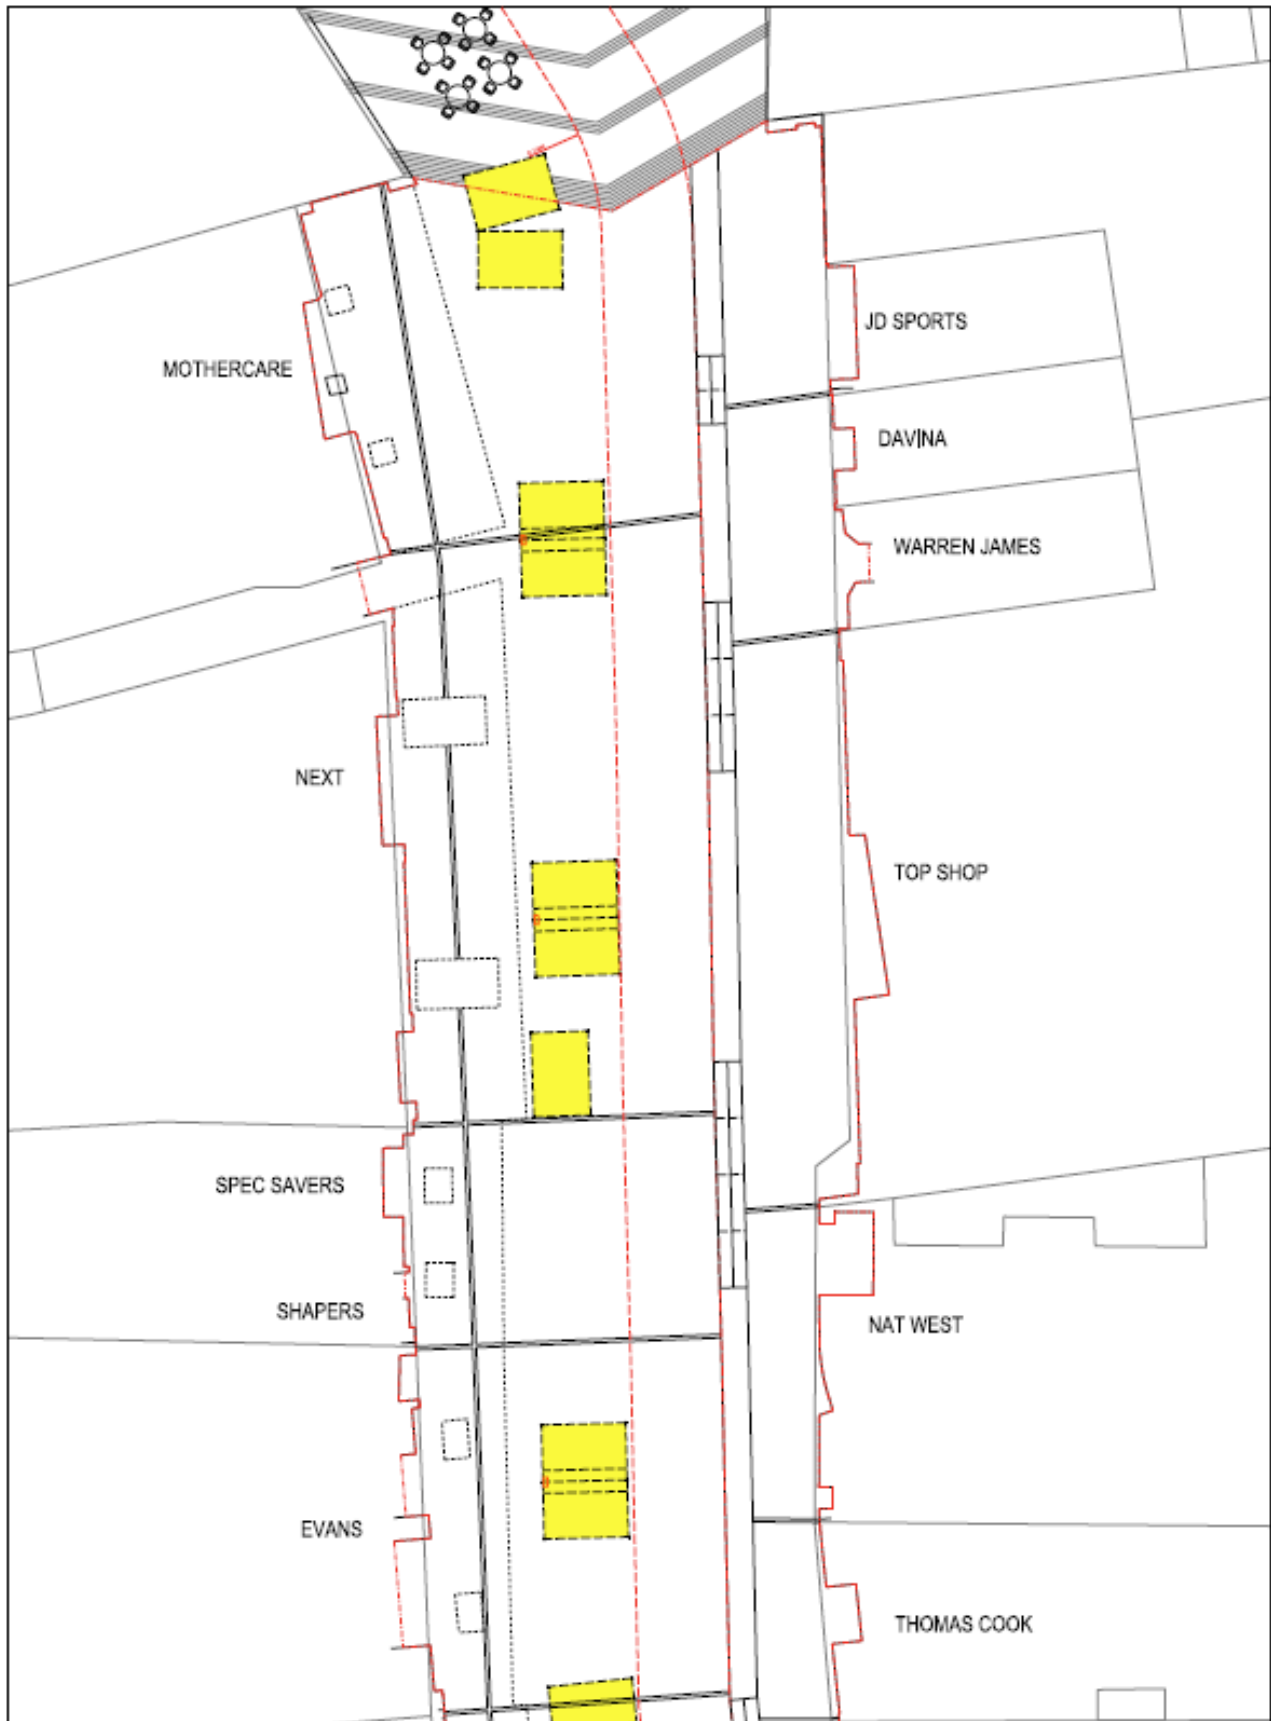 JD SPORTS
MOTHERCARE
DAVINA
WARREN JAMES
NEXT
TOP SHOP
SPEC SAVERS
SHAPERS
NAT WEST
EVANS
THOMAS COOK